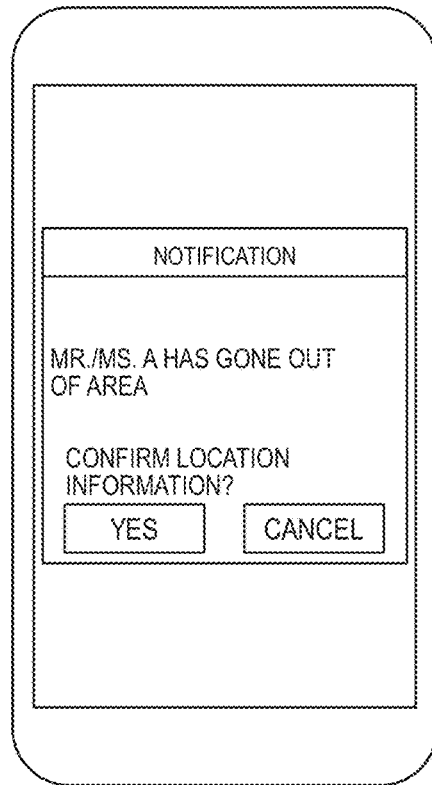 NOTIFICATION
MR./MS. A HAS GONE OUT
OF AREA
CONFIRM LOCATION
INFORMATION?
YES
CANCEL